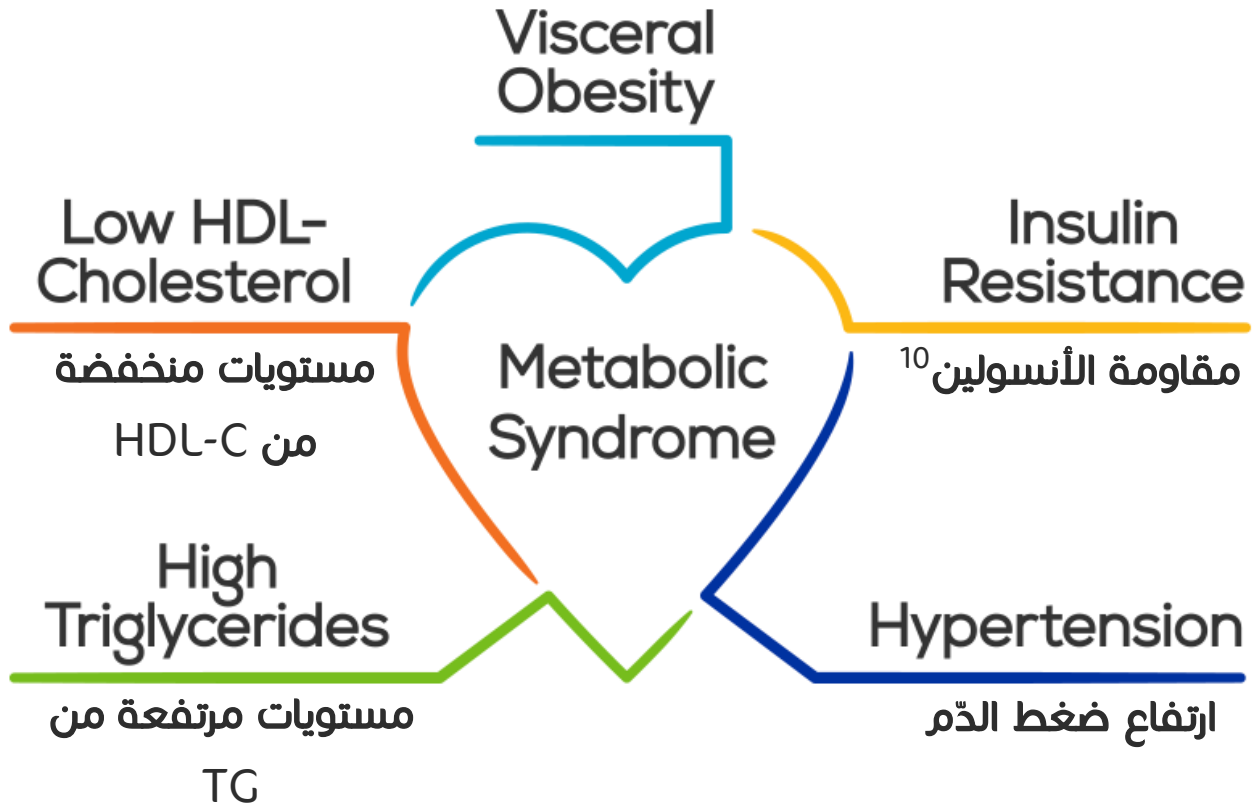 Visceral
Obesity
Low HDL-
Cholesterol
مستويات منخفضة
من HDL-C
Insulin
Resistance
مقاومة الأنسولين10
Metabolic
Syndrome
High
Triglycerides
مستويات مرتفعة من
TG
Hypertension
ارتفاع ضغط الدّم